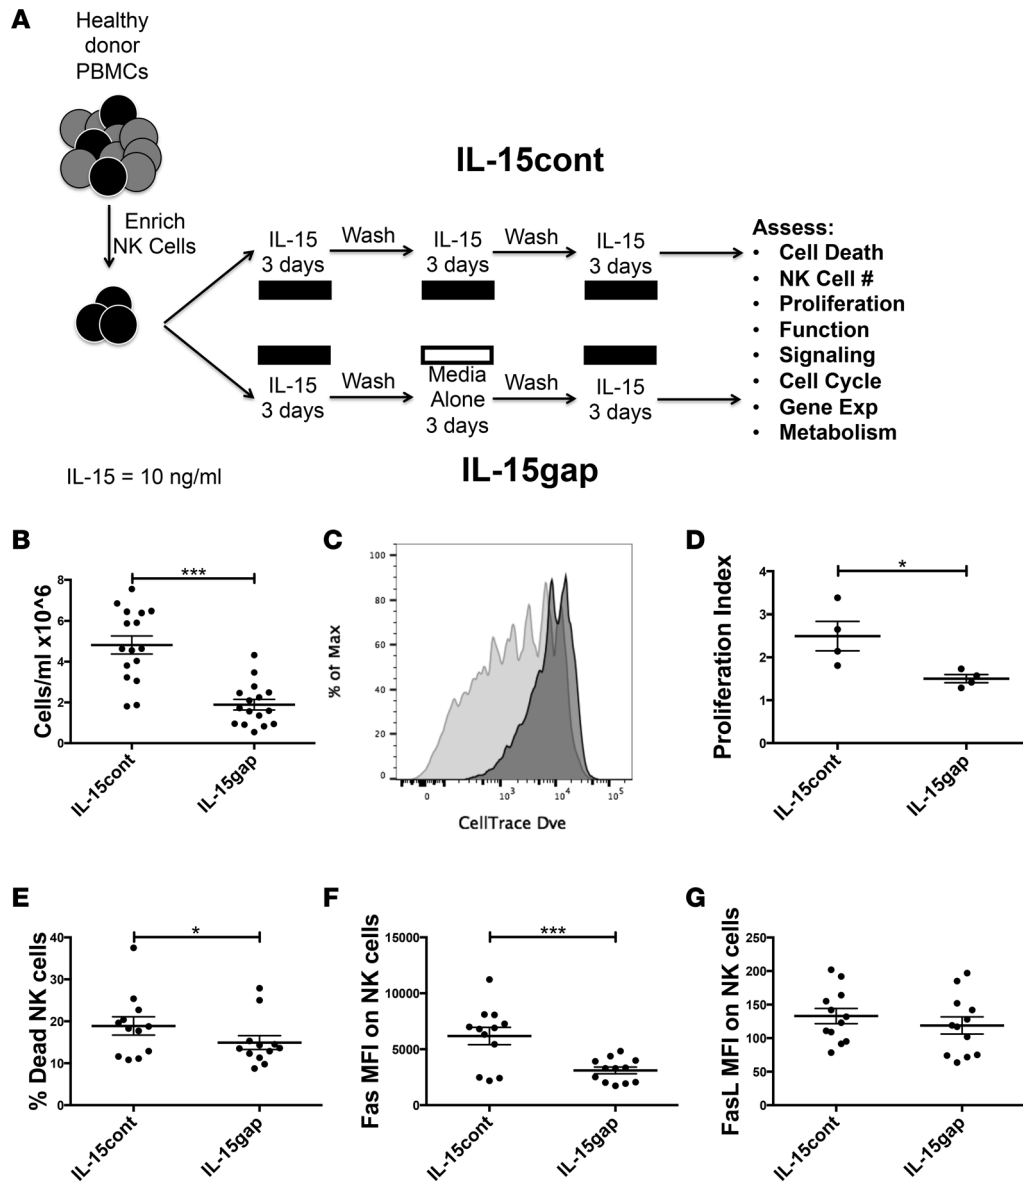 A
Healthy
donor
PBMCs
Enrich
NK Cells
IL-15cont
IL-15
3 days
Wash
IL-15
3 days
Wash
IL-15
3 days
IL-15
3 days
Wash
Media
Alone
3 days
Wash
IL-15
3 days
IL-15gap
Assess:
• Cell Death
• NK Cell #
• Proliferation
• Function
• Signaling
• Cell Cycle
• Gene Exp
• Metabolism
IL-15 = 10 ng/ml
B
Cells/ml x10^6
8
6
4
2
0
***
IL-15cont
IL-15gap
C
% of Max
100
80
60
40
20
0
0
10^3
10^4
10^5
CellTrace Dye
D
Proliferation Index
4
3
2
1
0
*
IL-15cont
IL-15gap
E
% Dead NK cells
40
30
20
10
0
*
IL-15cont
IL-15gap
F
Fas MFI on NK cells
15000
10000
5000
0
***
IL-15cont
IL-15gap
G
FasL MFI on NK cells
250
200
150
100
50
0
IL-15cont
IL-15gap